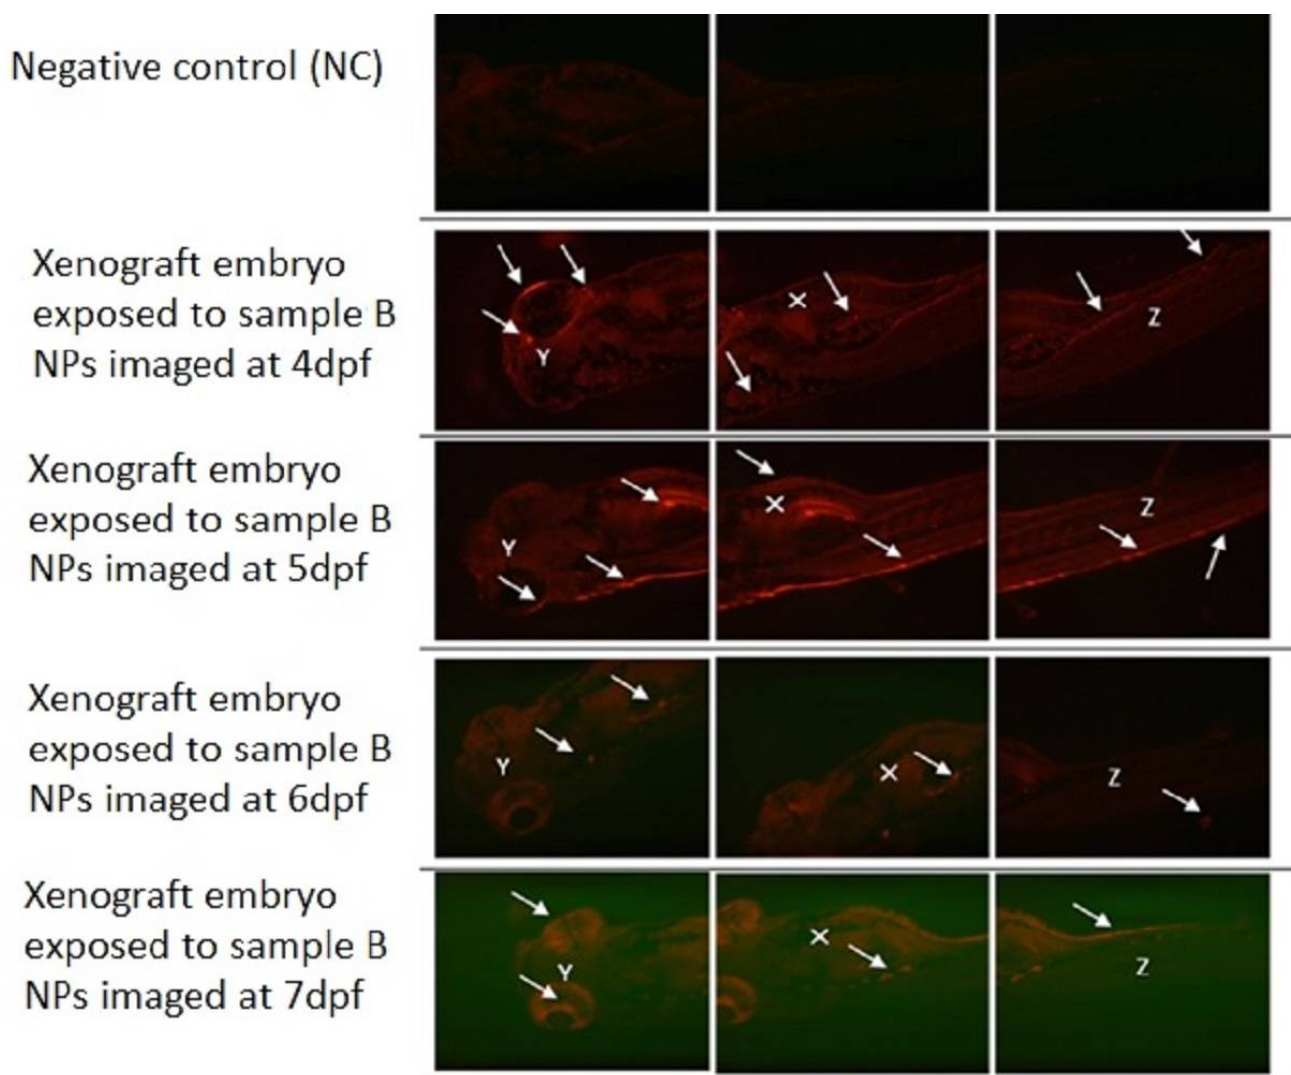 Negative control (NC)
Xenograft embryo
exposed to sample B
NPs imaged at 4dpf
Y
X
Z
Xenograft embryo
exposed to sample B
NPs imaged at 5dpf
Y
X
Z
Xenograft embryo
exposed to sample B
NPs imaged at 6dpf
Y
X
Z
Xenograft embryo
exposed to sample B
NPs imaged at 7dpf
Y
X
Z